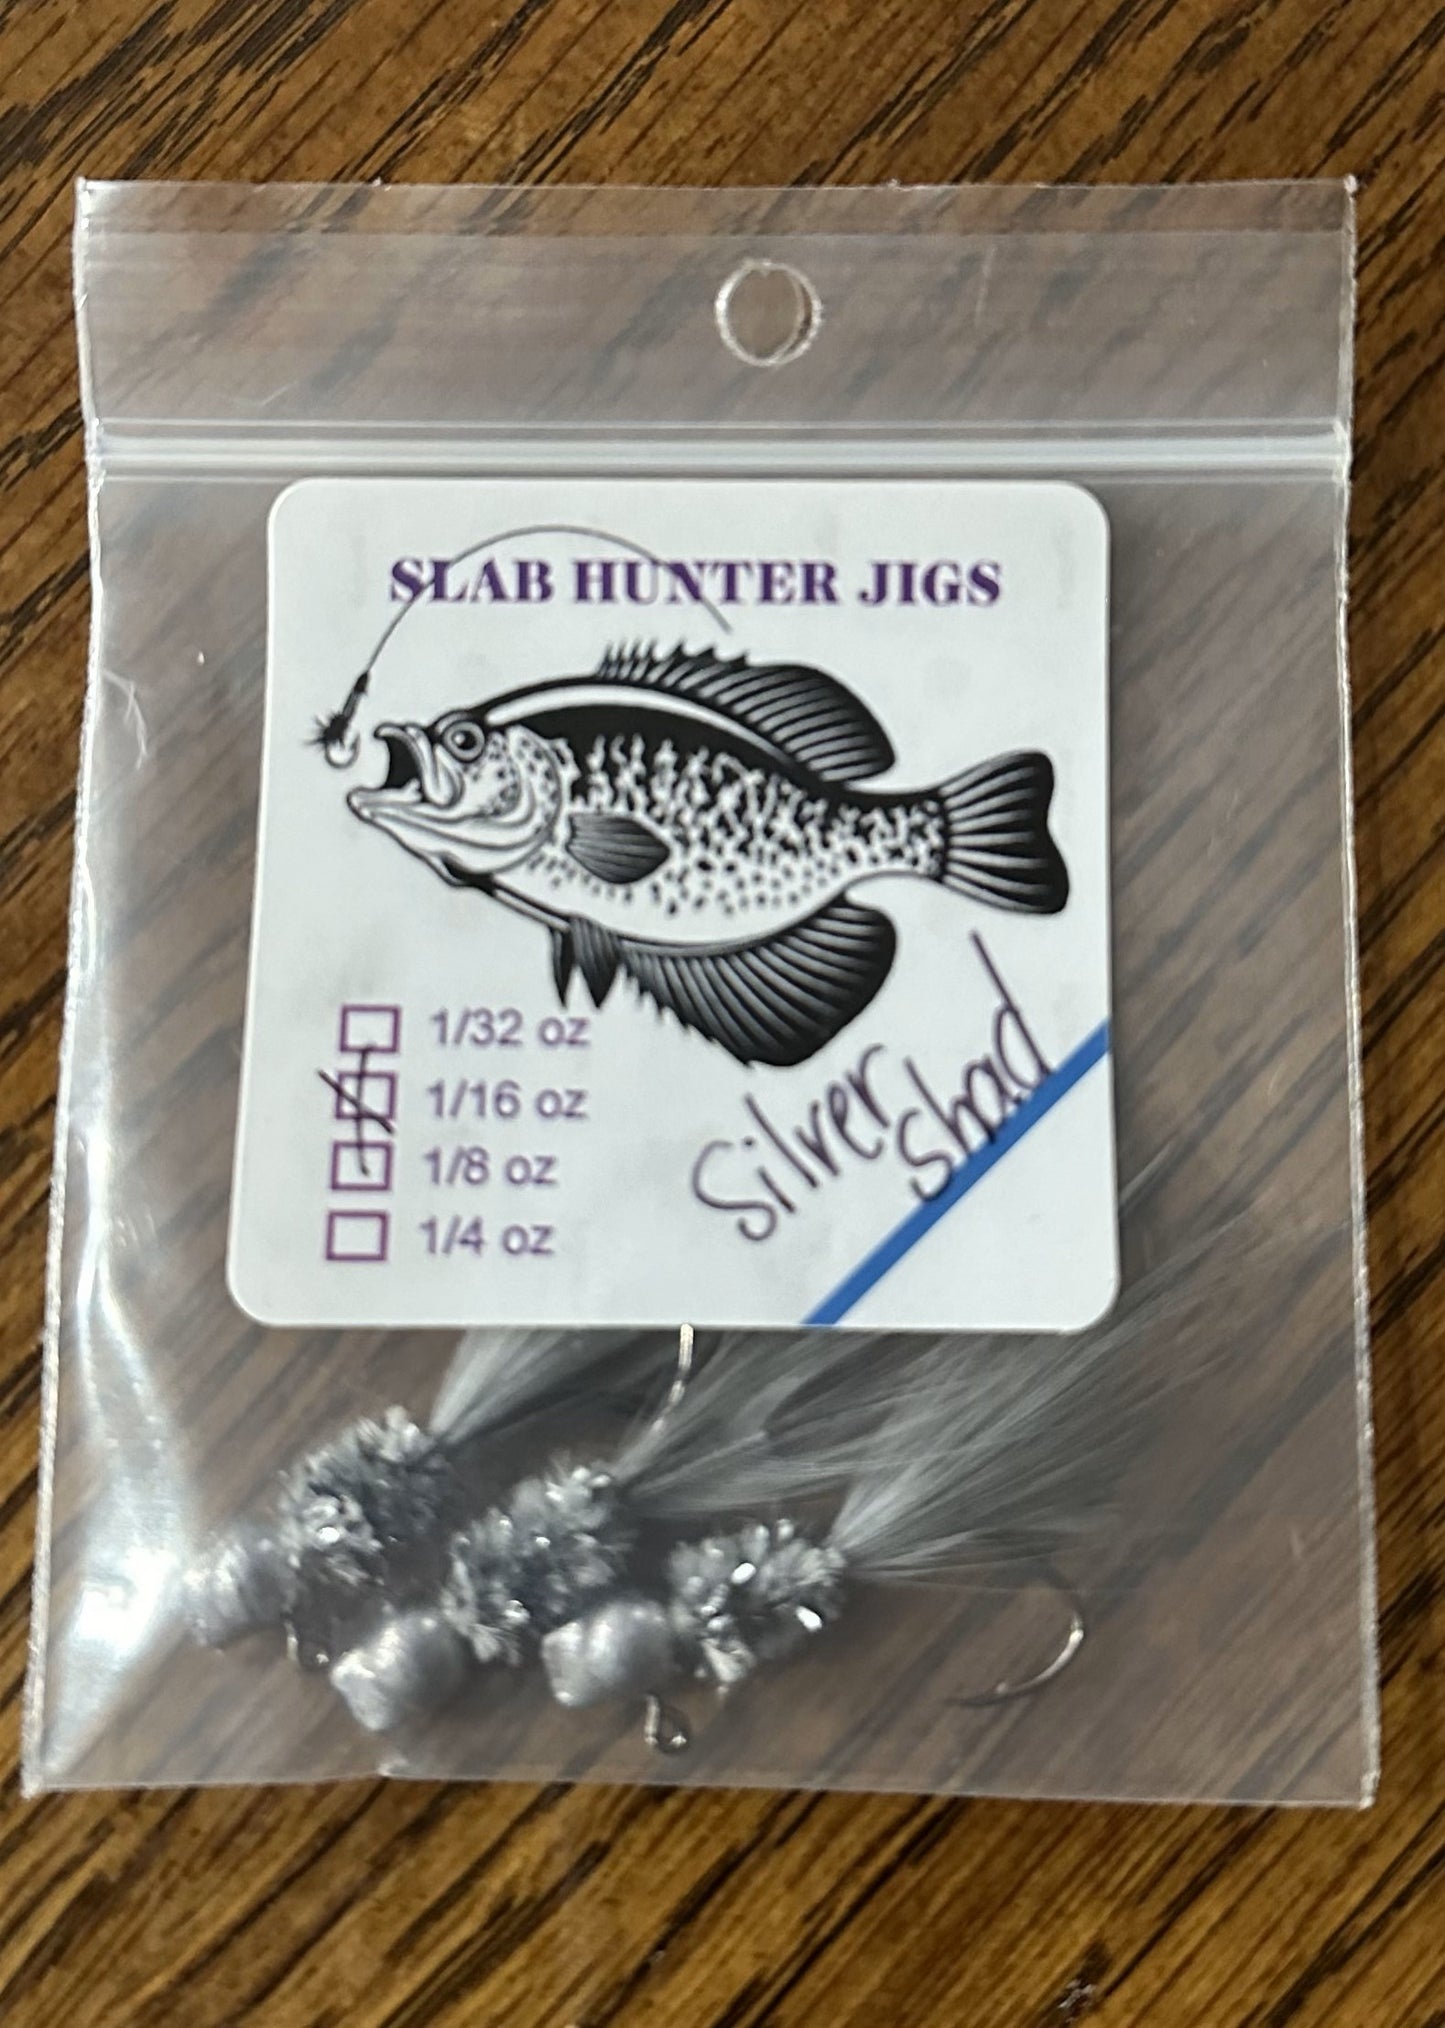 SLAB HUNTER JIGS
1/32 oz
1/16 oz
1/8 oz
1/4 oz
Silver
Shad